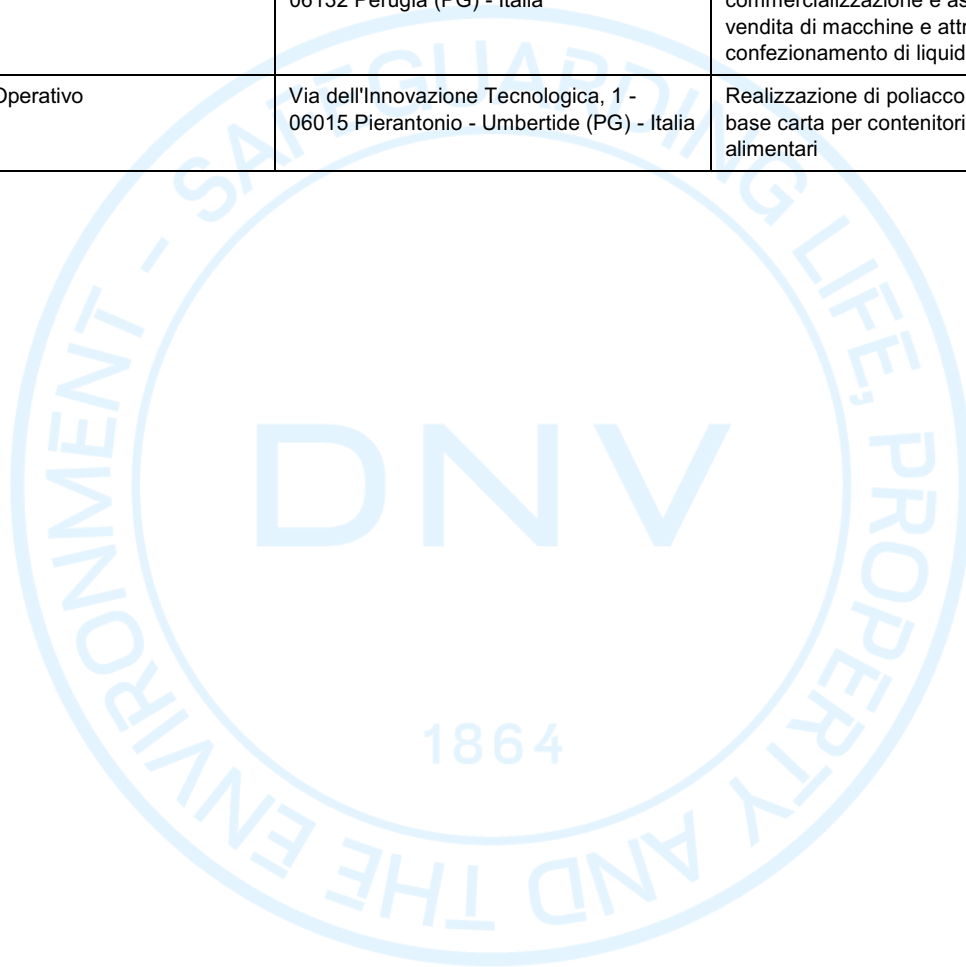 06132 Perugia (PG) - Italia
commercializzazione e as
vendita di macchine e attr
confezionamento di liquid
Operativo
Via dell'Innovazione Tecnologica, 1 -
06015 Pierantonio - Umbertide (PG) - Italia
Realizzazione di poliacco
base carta per contenitori
alimentari
SAFEGUARDING LIFE, PROPERTY AND THE ENVIRONMENT -
DNV
1864